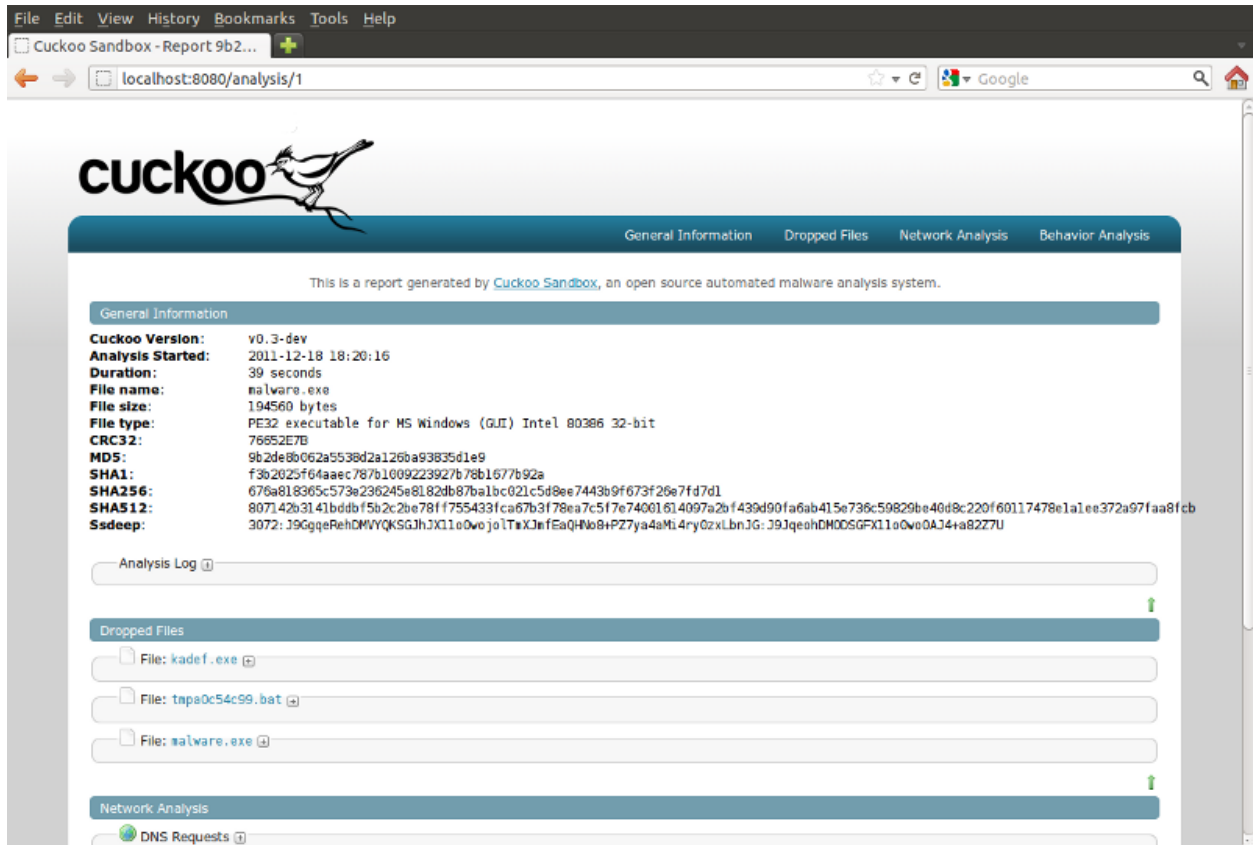 File Edit View History Bookmarks Tools Help
Cuckoo Sandbox - Report 9b2...
localhost:8080/analysis/1
Google
cuckoo
General Information Dropped Files Network Analysis Behavior Analysis
This is a report generated by Cuckoo Sandbox, an open source automated malware analysis system.
General Information
Cuckoo Version: v0.3-dev
Analysis Started: 2011-12-18 18:20:16
Duration: 39 seconds
File name: malware.exe
File size: 194560 bytes
File type: PE32 executable for MS Windows (GUI) Intel 80386 32-bit
CRC32: 76652E7B
MD5: 9b2de8b062a5538d2a126ba93835d1e9
SHA1: f3b2025f64aaec787b1009223927b78b1677b92a
SHA256: 676a818365c573e236245e8182db87ba1bc021c5d8ee7443b9f673f26e7fd7d1
SHA512:
Ssdeep:
Analysis Log
Dropped Files
File: kadef.exe
File: tmpa0c54c99.bat
File: malware.exe
Network Analysis
DNS Requests